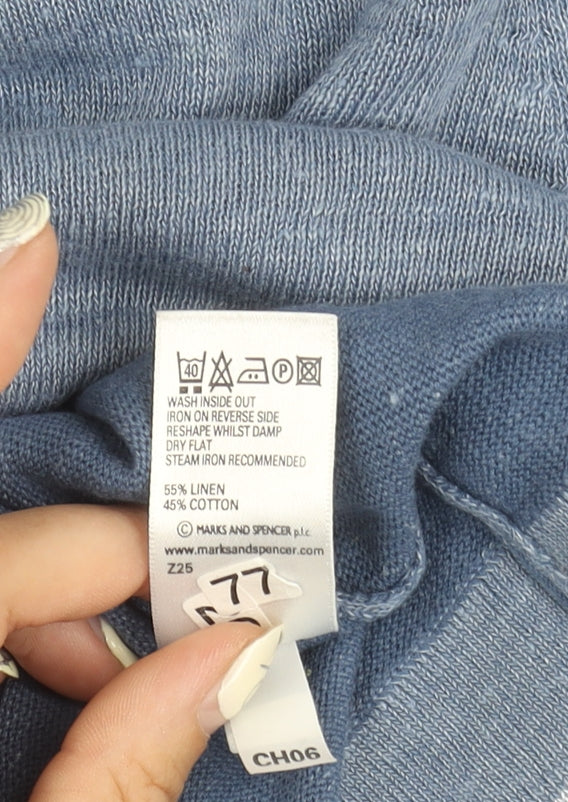 40 P
WASH INSIDE OUT
IRON ON REVERSE SIDE
RESHAPE WHILST DAMP
DRY FLAT
STEAM IRON RECOMMENDED
55% LINEN
45% COTTON
© MARKS AND SPENCER p.l.c.
www.marksandspencer.com
Z25
77
CH06